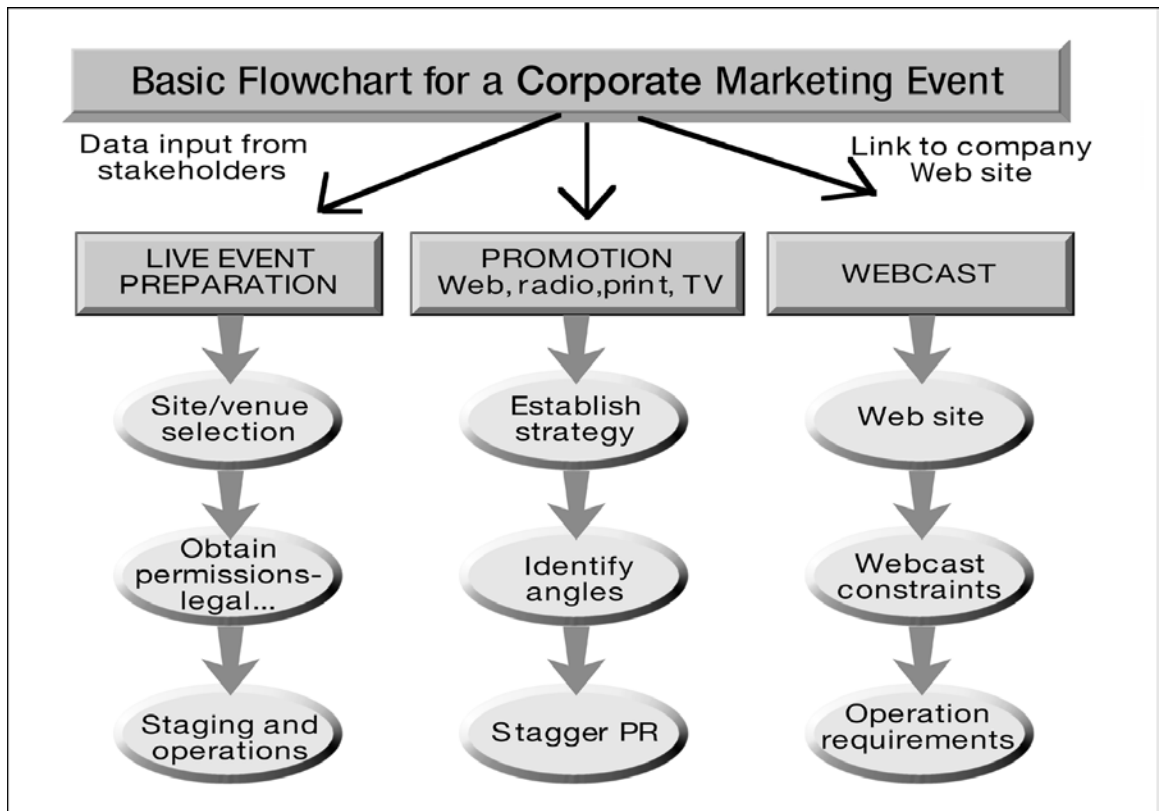 Basic Flowchart for a Corporate Marketing Event
Data input from
stakeholders
Link to company
Web site
LIVE EVENT
PREPARATION
PROMOTION
Web, radio,print, TV
WEBCAST
Site/venue
selection
Establish
strategy
Web site
Obtain
permissions-
legal...
Identify
angles
Webcast
constraints
Staging and
operations
Stagger PR
Operation
requirements